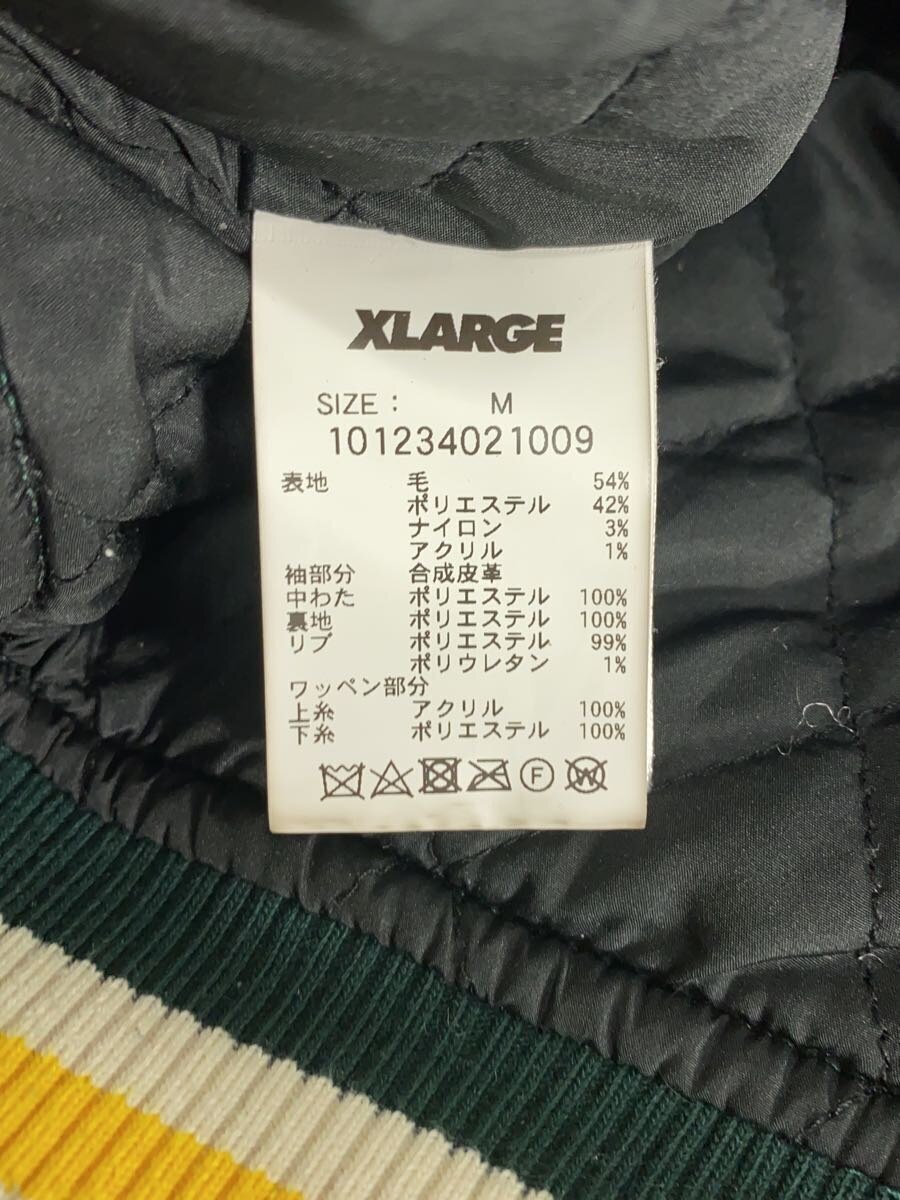 XLARGE
SIZE : M
101234021009
表地 毛 54%
ポリエステル 42%
ナイロン 3%
アクリル 1%
袖部分 合成皮革
中わた ポリエステル 100%
裏地 ポリエステル 100%
リブ ポリエステル 99%
ポリウレタン 1%
ワッペン部分
上糸 アクリル 100%
下糸 ポリエステル 100%
F W